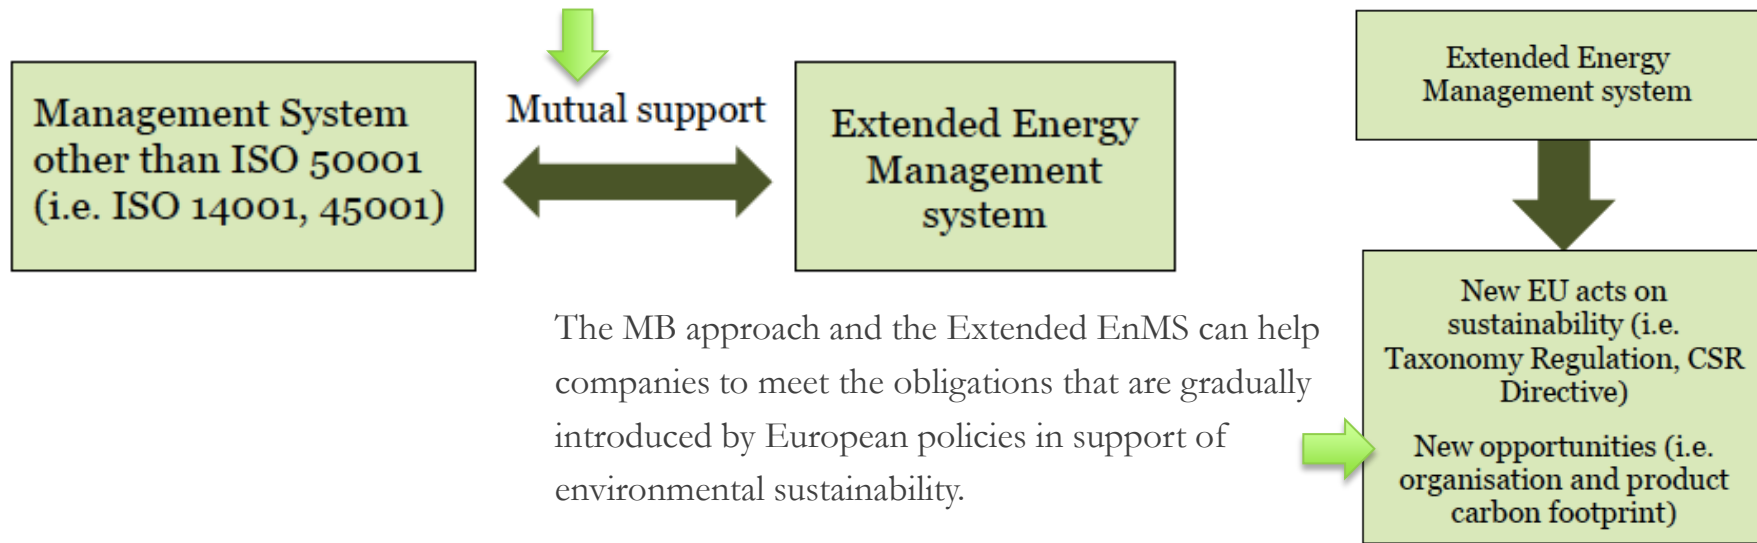 Management System
other than ISO 50001
(i.e. ISO 14001, 45001)
Mutual support
Extended Energy
Management
system
The MB approach and the Extended EnMS can help
companies to meet the obligations that are gradually
introduced by European policies in support of
environmental sustainability.
Extended Energy
Management system
New EU acts on
sustainability (i.e.
Taxonomy Regulation, CSR
Directive)
New opportunities (i.e.
organisation and product
carbon footprint)